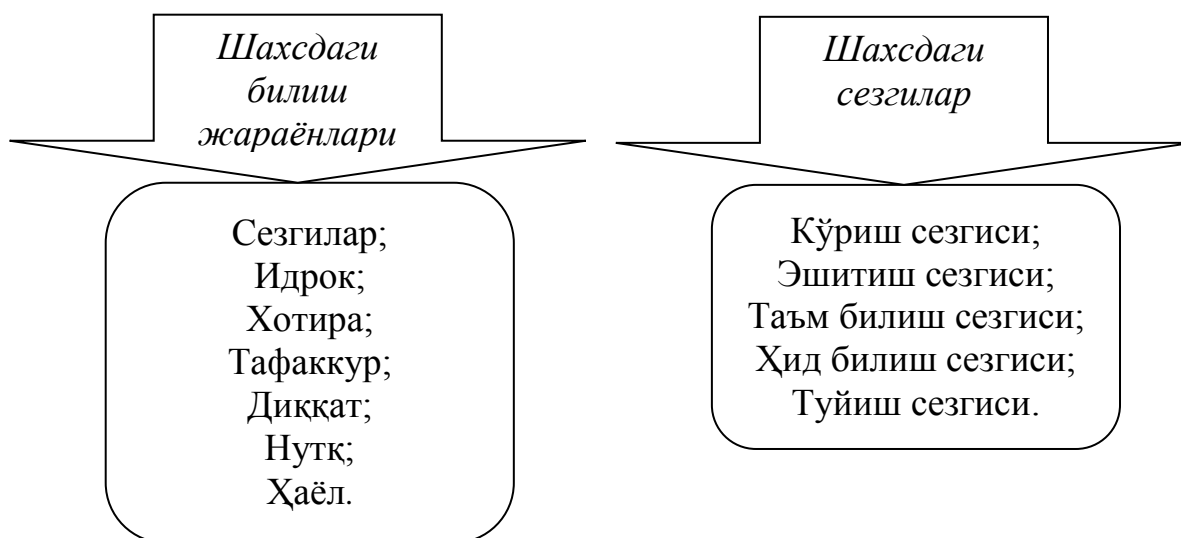 Шахсдаги
билиш
жараёнлари
Сезгилар;
Идрок;
Хотира;
Тафаккур;
Диққат;
Нутқ;
Ҳаёл.
Шахсдаги
сезгилар
Кўриш сезгиси;
Эшитиш сезгиси;
Таъм билиш сезгиси;
Ҳид билиш сезгиси;
Туйиш сезгиси.